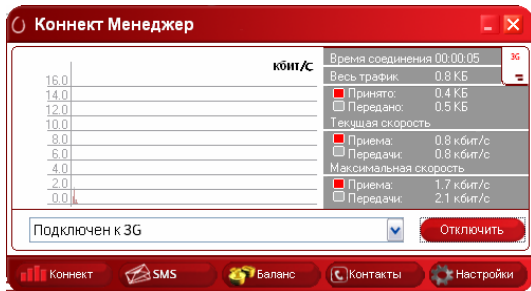 Коннект Менеджер
кбит/с
16.0
14.0
12.0
10.0
8.0
6.0
4.0
2.0
0.0
Время соединения 00:00:05
3G
Весь трафик 0.8 КБ
Принято: 0.4 КБ
Передано: 0.5 КБ
Текущая скорость
Приема: 0.8 кбит/с
Передачи: 0.8 кбит/с
Максимальная скорость
Приема: 1.7 кбит/с
Передачи: 2.1 кбит/с
Подключен к 3G
Отключить
Коннект
SMS
Баланс
Контакты
Настройки